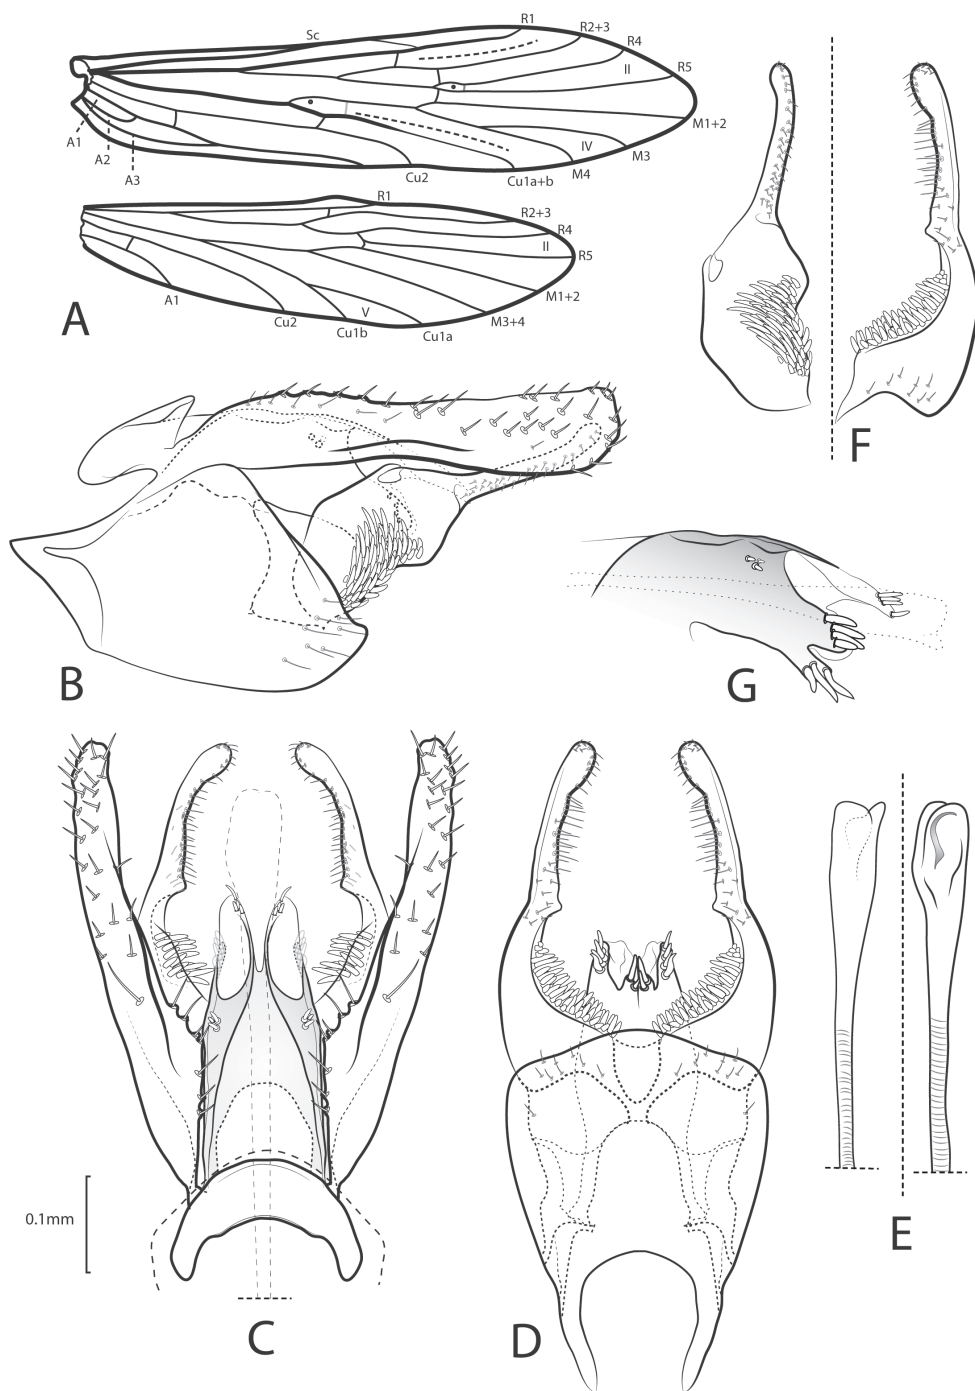 R1
Sc
R2+3
R4
II
R5
A1
A2
A3
M1+2
IV
M3
M4
Cu2
Cu1a+b
R1
R2+3
R4
II
R5
A
A1
M1+2
V
Cu2
Cu1b
Cu1a
M3+4
F
B
G
0.1mm
E
C
D